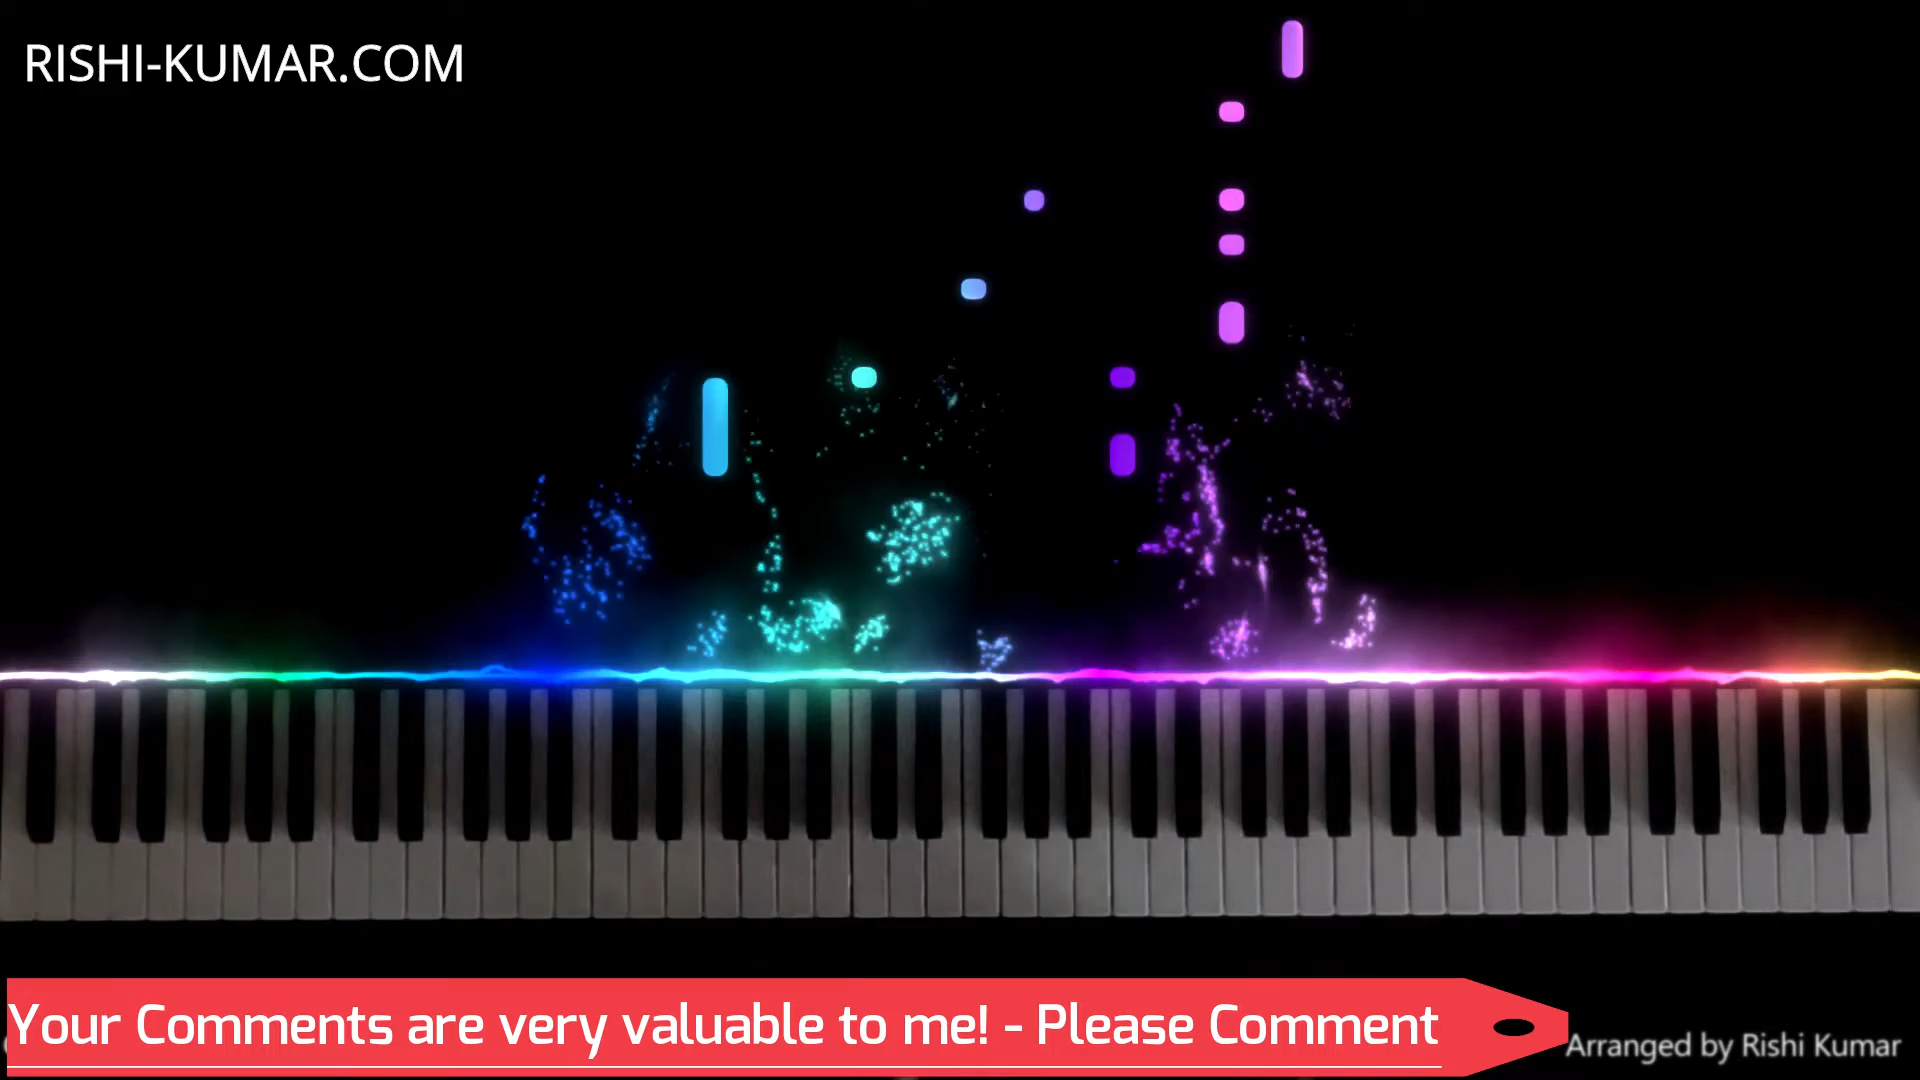 RISHI-KUMAR.COM
Your Comments are very valuable to me! - Please Comment
Arranged by Rishi Kumar